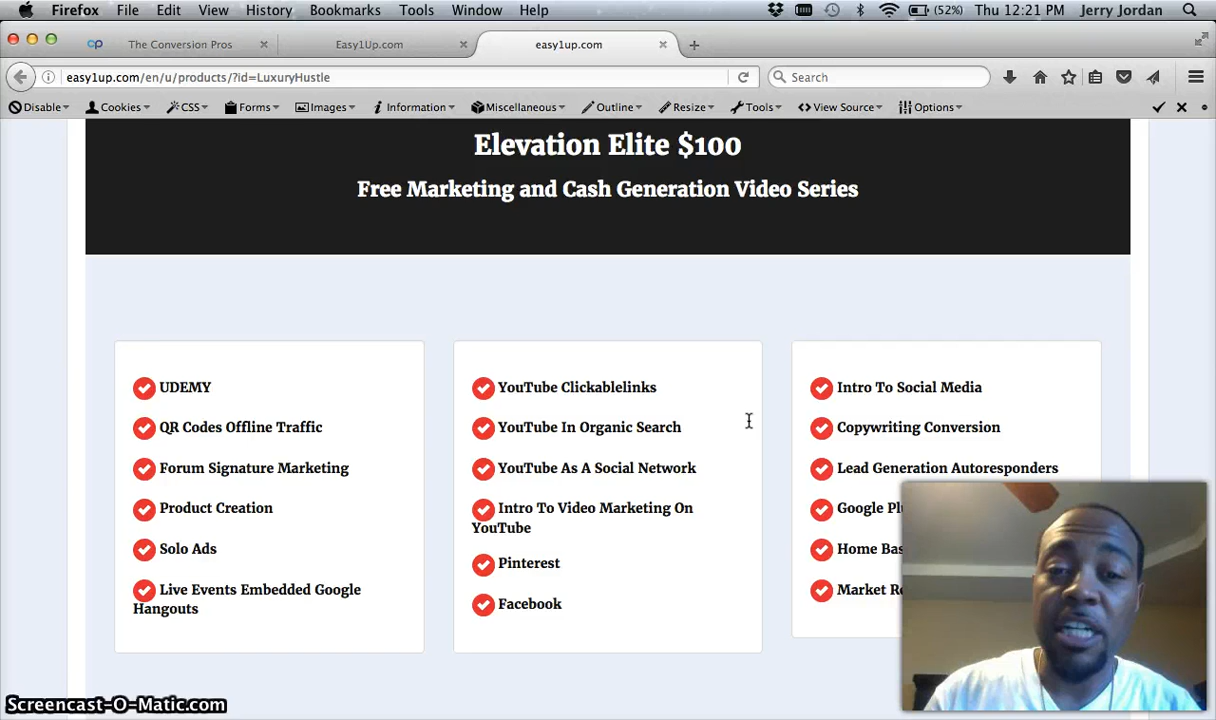 Firefox File Edit View History Bookmarks Tools Window Help (52%) Thu 12:21 PM Jerry Jordan
The Conversion Pros Easy1Up.com easy1up.com
easy1up.com/en/u/products/?id=LuxuryHustle Search
Disable Cookies CSS Forms Images Information Miscellaneous Outline Resize Tools View Source Options
Elevation Elite $100
Free Marketing and Cash Generation Video Series
UDEMY
QR Codes Offline Traffic
Forum Signature Marketing
Product Creation
Solo Ads
Live Events Embedded Google
Hangouts
YouTube Clickablelinks
YouTube In Organic Search
YouTube As A Social Network
Intro To Video Marketing On
YouTube
Pinterest
Facebook
Intro To Social Media
Copywriting Conversion
Lead Generation Autoresponders
Google
Home
Market
Screencast-O-Matic.com